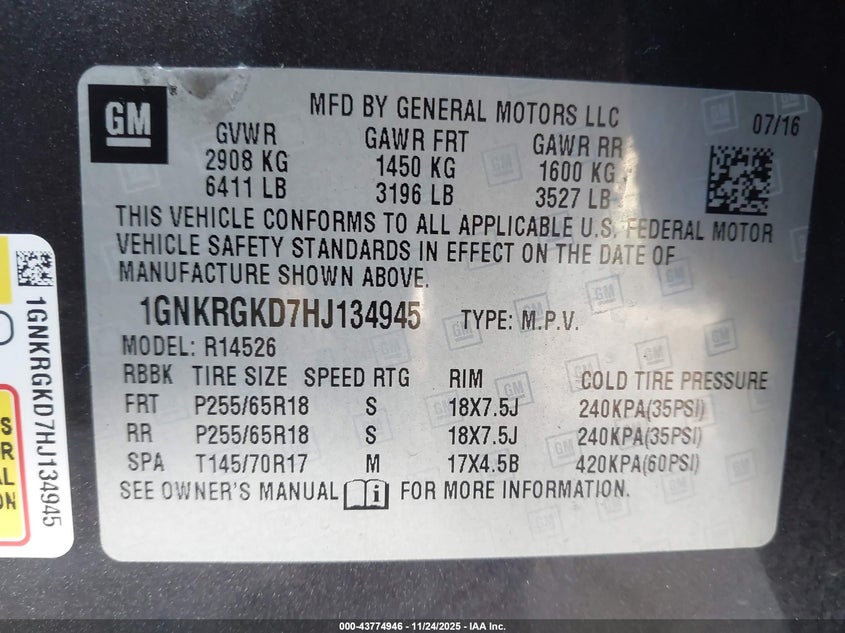 GM
MFD BY GENERAL MOTORS LLC
07/16
GVWR GAWR FRT GAWR RR
2908 KG 1450 KG 1600 KG
6411 LB 3196 LB 3527 LB
THIS VEHICLE CONFORMS TO ALL APPLICABLE U.S. FEDERAL MOTOR
VEHICLE SAFETY STANDARDS IN EFFECT ON THE DATE OF
MANUFACTURE SHOWN ABOVE.
1GNKRGKD7HJ134945 TYPE: M.P.V.
MODEL: R14526
RBBK TIRE SIZE SPEED RTG RIM COLD TIRE PRESSURE
FRT P255/65R18 S 18X7.5J 240KPA(35PSI)
RR P255/65R18 S 18X7.5J 240KPA(35PSI)
SPA T145/70R17 M 17X4.5B 420KPA(60PSI)
SEE OWNER'S MANUAL i FOR MORE INFORMATION.
1GNKRGKD7HJ134945
000-43774946 - 11/24/2025 - IAA Inc.